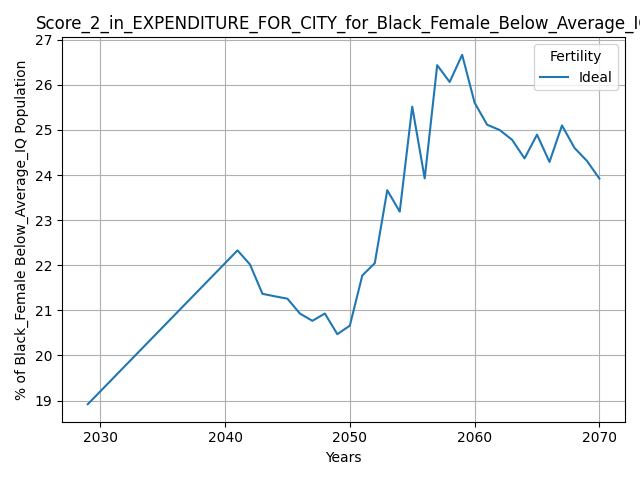 Score_2_in_EXPENDITURE_FOR_CITY_for_Black_Female_Below_Average_IQ
27
26
25
24
23
22
21
20
19
% of Black_Female Below_Average_IQ Population
Fertility
Ideal
2030 2040 2050 2060 2070
Years